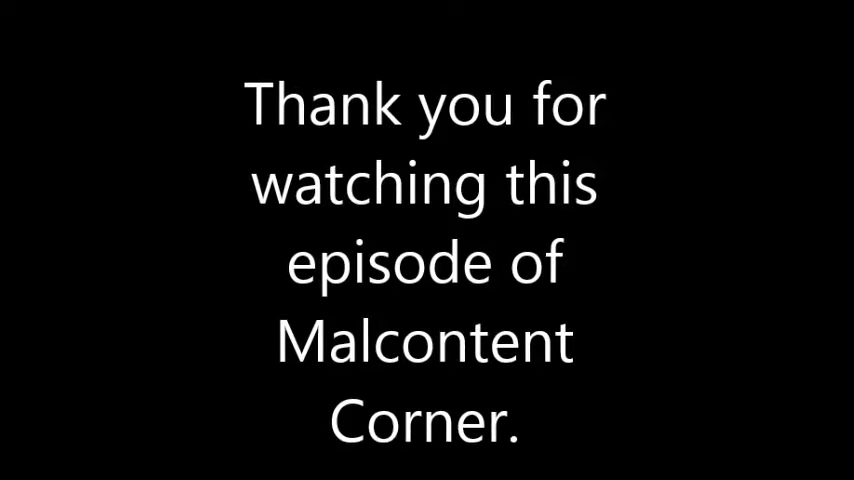 Thank you for
watching this
episode of
Malcontent
Corner.